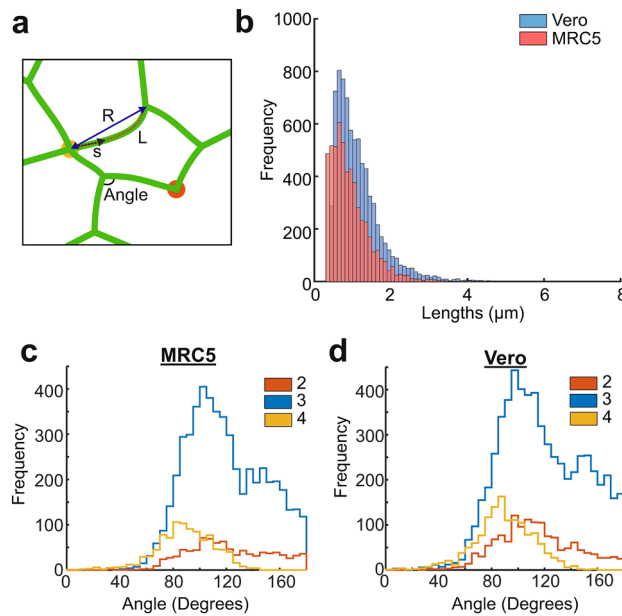 a
R
L
s
Angle
b
1000
800
600
400
200
0
Frequency
0
2
4
6
8
Lengths (µm)
Vero
MRC5
c
MRC5
400
300
200
100
0
Frequency
0
40
80
120
160
Angle (Degrees)
2
3
4
d
Vero
400
300
200
100
0
Frequency
0
40
80
120
160
Angle (Degrees)
2
3
4